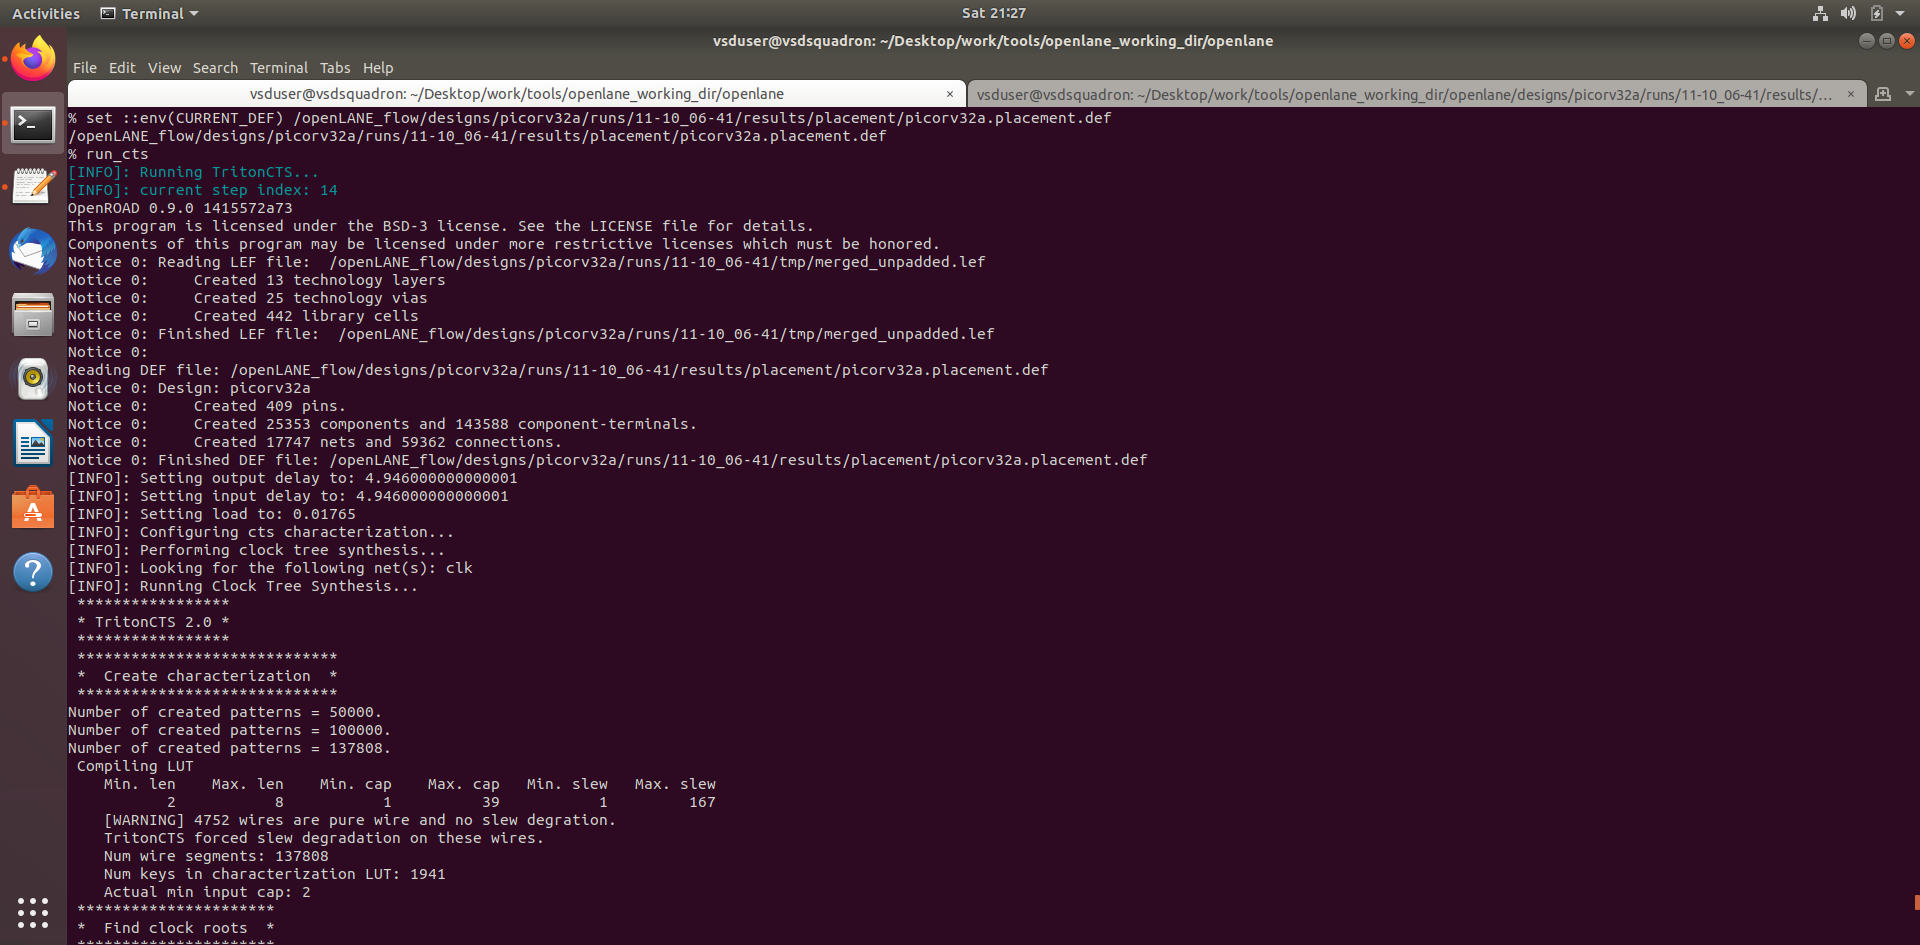 Activities
Terminal
Sat 21:27
vsduser@vsdsquadron: ~/Desktop/work/tools/openlane_working_dir/openlane
File Edit View Search Terminal Tabs Help
vsduser@vsdsquadron: ~/Desktop/work/tools/openlane_working_dir/openlane ×
vsduser@vsdsquadron: ~/Desktop/work/tools/openlane_working_dir/openlane/designs/picorv32a/runs/11-10_06-41/results/... ×
% set ::env(CURRENT_DEF) /openLANE_flow/designs/picorv32a/runs/11-10_06-41/results/placement/picorv32a.placement.def
/openLANE_flow/designs/picorv32a/runs/11-10_06-41/results/placement/picorv32a.placement.def
% run_cts
[INFO]: Running TritonCTS...
[INFO]: current step index: 14
OpenROAD 0.9.0 1415572a73
This program is licensed under the BSD-3 license. See the LICENSE file for details.
Components of this program may be licensed under more restrictive licenses which must be honored.
Notice 0: Reading LEF file:  /openLANE_flow/designs/picorv32a/runs/11-10_06-41/tmp/merged_unpadded.lef
Notice 0:     Created 13 technology layers
Notice 0:     Created 25 technology vias
Notice 0:     Created 442 library cells
Notice 0: Finished LEF file:  /openLANE_flow/designs/picorv32a/runs/11-10_06-41/tmp/merged_unpadded.lef
Notice 0:
Reading DEF file: /openLANE_flow/designs/picorv32a/runs/11-10_06-41/results/placement/picorv32a.placement.def
Notice 0: Design: picorv32a
Notice 0:     Created 409 pins.
Notice 0:     Created 25353 components and 143588 component-terminals.
Notice 0:     Created 17747 nets and 59362 connections.
Notice 0: Finished DEF file: /openLANE_flow/designs/picorv32a/runs/11-10_06-41/results/placement/picorv32a.placement.def
[INFO]: Setting output delay to: 4.946000000000001
[INFO]: Setting input delay to: 4.946000000000001
[INFO]: Setting load to: 0.01765
[INFO]: Configuring cts characterization...
[INFO]: Performing clock tree synthesis...
[INFO]: Looking for the following net(s): clk
[INFO]: Running Clock Tree Synthesis...
*****************
* TritonCTS 2.0 *
*****************
*****************************
*  Create characterization  *
*****************************
Number of created patterns = 50000.
Number of created patterns = 100000.
Number of created patterns = 137808.
Compiling LUT
Min. len    Max. len    Min. cap    Max. cap   Min. slew   Max. slew
2           8           1          39           1         167
[WARNING] 4752 wires are pure wire and no slew degration.
TritonCTS forced slew degradation on these wires.
Num wire segments: 137808
Num keys in characterization LUT: 1941
Actual min input cap: 2
**********************
*  Find clock roots  *
**********************